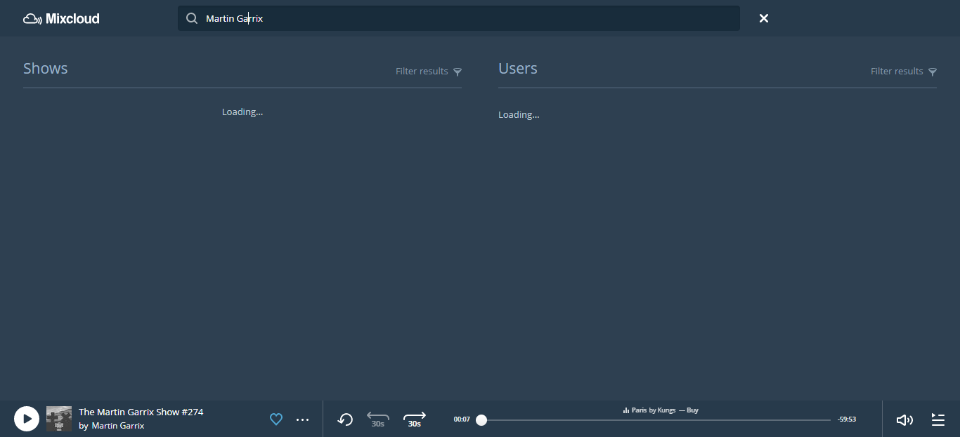 Mixcloud
Martin Garrix
Shows
Filter results
Users
Filter results
Loading...
Loading...
The Martin Garrix Show #274
by Martin Garrix
30s
30s
00:07
Paris by Kungs — Buy
-59:53